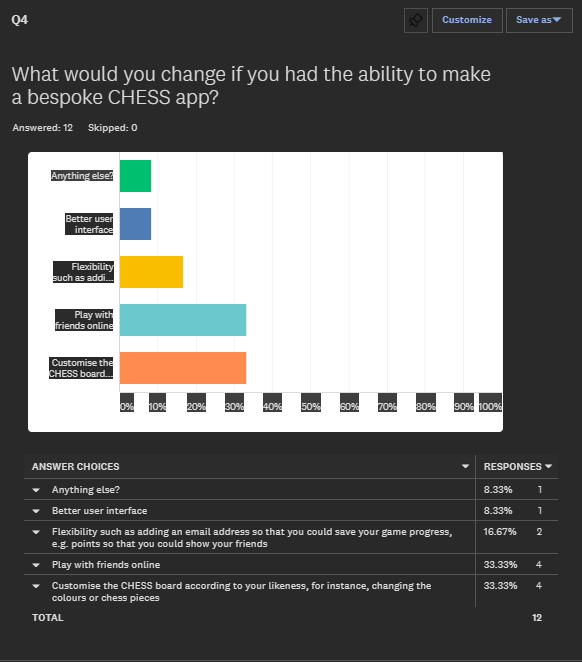 Q4
Customize
Save as
What would you change if you had the ability to make
a bespoke CHESS app?
Answered: 12 Skipped: 0
Anything else?
Better user
interface
Flexibility
such as addi...
Play with
friends online
Customise the
CHESS board...
0% 10% 20% 30% 40% 50% 60% 70% 80% 90% 100%
ANSWER CHOICES RESPONSES
Anything else? 8.33% 1
Better user interface 8.33% 1
Flexibility such as adding an email address so that you could save your game progress, 16.67% 2
e.g. points so that you could show your friends
Play with friends online 33.33% 4
Customise the CHESS board according to your likeness, for instance, changing the 33.33% 4
colours or chess pieces
TOTAL 12